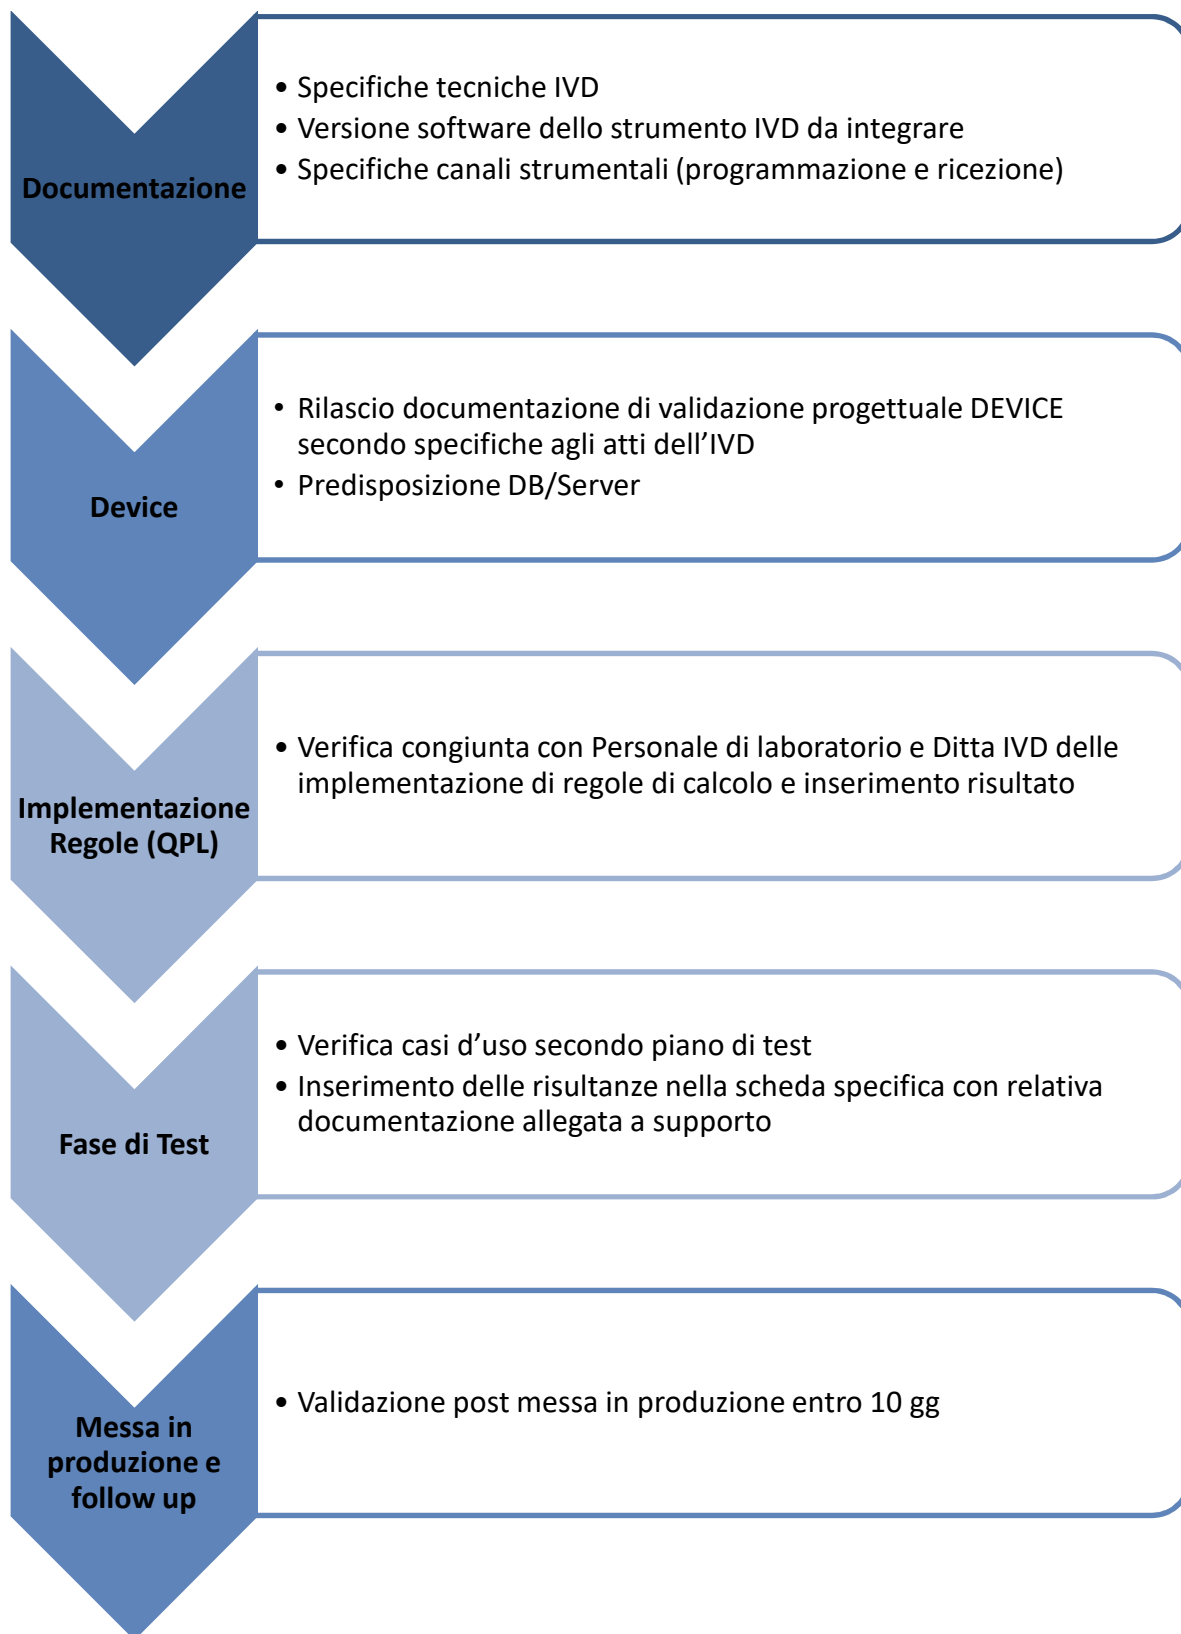 Documentazione
• Specifiche tecniche IVD
• Versione software dello strumento IVD da integrare
• Specifiche canali strumentali (programmazione e ricezione)
Device
• Rilascio documentazione di validazione progettuale DEVICE
secondo specifiche agli atti dell’IVD
• Predisposizione DB/Server
Implementazione
Regole (QPL)
• Verifica congiunta con Personale di laboratorio e Ditta IVD delle
implementazione di regole di calcolo e inserimento risultato
Fase di Test
• Verifica casi d’uso secondo piano di test
• Inserimento delle risultanze nella scheda specifica con relativa
documentazione allegata a supporto
Messa in
produzione e
follow up
• Validazione post messa in produzione entro 10 gg